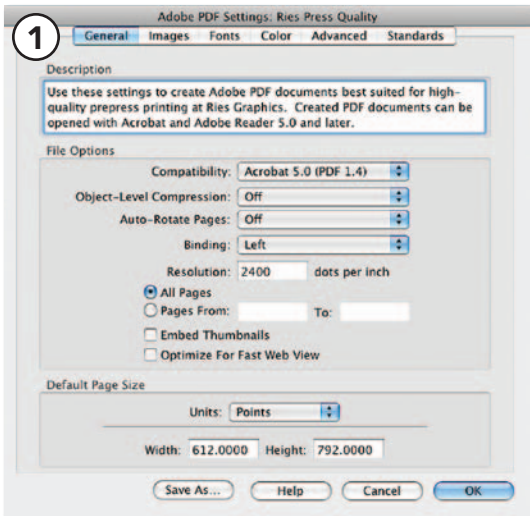 Adobe PDF Settings: Ries Press Quality
1
General Images Fonts Color Advanced Standards
Description
Use these settings to create Adobe PDF documents best suited for high-
quality prepress printing at Ries Graphics. Created PDF documents can be
opened with Acrobat and Adobe Reader 5.0 and later.
File Options
Compatibility: Acrobat 5.0 (PDF 1.4)
Object-Level Compression: Off
Auto-Rotate Pages: Off
Binding: Left
Resolution: 2400 dots per inch
All Pages
Pages From: To:
Embed Thumbnails
Optimize For Fast Web View
Default Page Size
Units: Points
Width: 612.0000 Height: 792.0000
Save As... Help Cancel OK